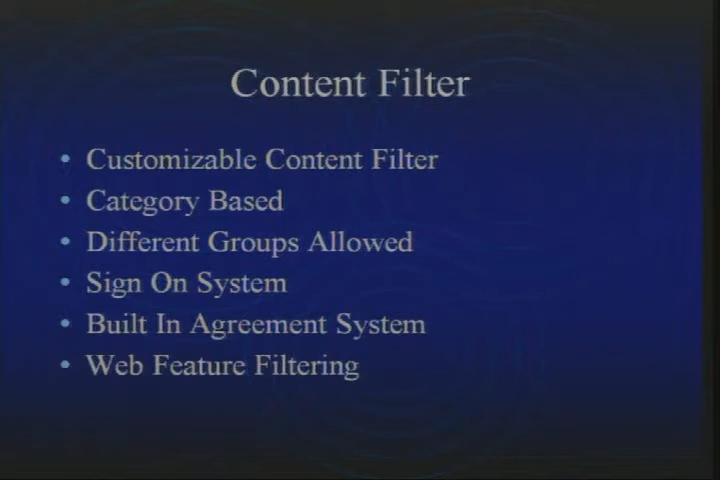 Content Filter
• Customizable Content Filter
• Category Based
• Different Groups Allowed
• Sign On System
• Built In Agreement System
• Web Feature Filtering